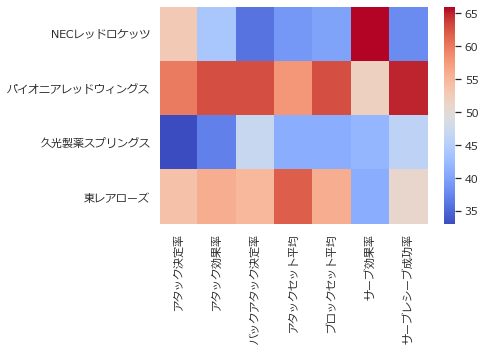 NECレッドロケッツ
パイオニアレッドウィングス
久光製薬スプリングス
東レアローズ
アタック決定率
アタック効果率
バックアタック決定率
アタックセット平均
ブロックセット平均
サーブ効果率
サーブレシーブ成功率
65
60
55
50
45
40
35